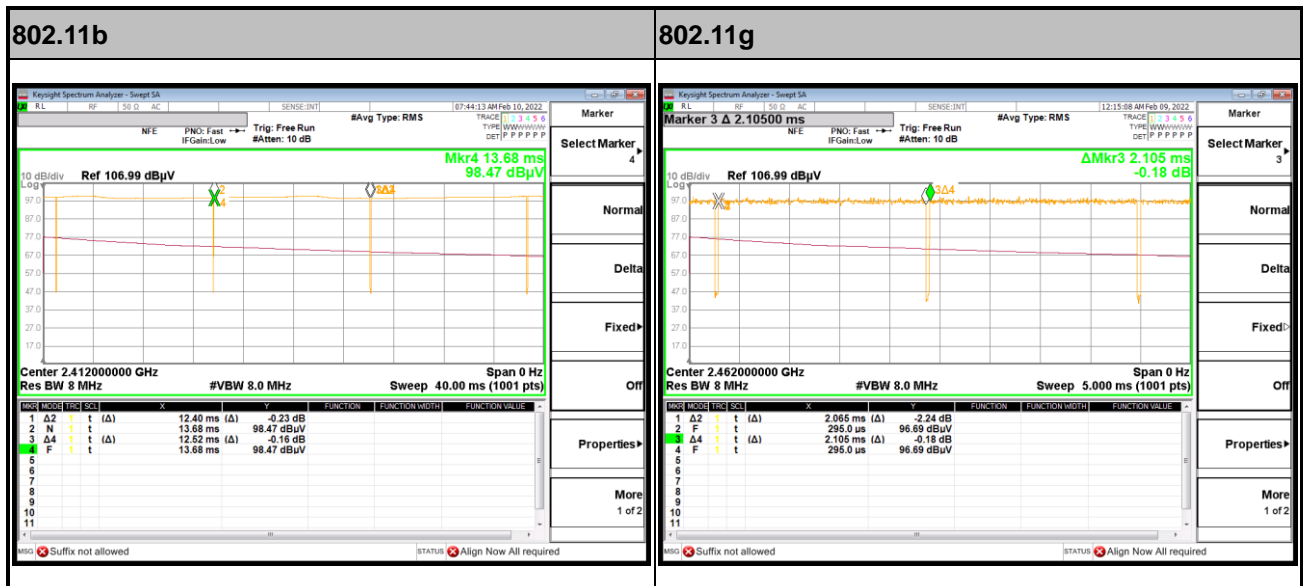 802.11b
Keysight Spectrum Analyzer - Swept SA
RL RF 50 Ω AC SENSE:INT 07:44:13 AM Feb 10, 2022
#Avg Type: RMS
TRACE 1 2 3 4 5 6
TYPE WWWWWW
DET P P P P P P
NFE PNO: Fast Trig: Free Run
IFGain:Low #Atten: 10 dB
Mkr4 13.68 ms
98.47 dBµV
10 dB/div Ref 106.99 dBµV
Log
97.0
87.0
77.0
67.0
57.0
47.0
37.0
27.0
17.0
2
4
Center 2.412000000 GHz Span 0 Hz
Res BW 8 MHz #VBW 8.0 MHz Sweep 40.00 ms (1001 pts)
MKR MODE TRC SCL X Y FUNCTION FUNCTION WIDTH FUNCTION VALUE
1 Δ2 1 t (Δ) 12.40 ms (Δ) -0.23 dB
2 N 1 t 13.68 ms 98.47 dBµV
3 Δ4 1 t (Δ) 12.52 ms (Δ) -0.16 dB
4 F 1 t 13.68 ms 98.47 dBµV
5
6
7
8
9
10
11
MSG Suffix not allowed STATUS Align Now All required
Marker
Select Marker
4
Normal
Delta
Fixed
Off
Properties
More
1 of 2
802.11g
Keysight Spectrum Analyzer - Swept SA
RL RF 50 Ω AC SENSE:INT 12:15:08 AM Feb 09, 2022
Marker 3 Δ 2.10500 ms
#Avg Type: RMS
TRACE 1 2 3 4 5 6
TYPE WWWWWW
DET P P P P P P
NFE PNO: Fast Trig: Free Run
IFGain:Low #Atten: 10 dB
ΔMkr3 2.105 ms
-0.18 dB
10 dB/div Ref 106.99 dBµV
Log
97.0
87.0
77.0
67.0
57.0
47.0
37.0
27.0
17.0
3Δ4
Center 2.462000000 GHz Span 0 Hz
Res BW 8 MHz #VBW 8.0 MHz Sweep 5.000 ms (1001 pts)
MKR MODE TRC SCL X Y FUNCTION FUNCTION WIDTH FUNCTION VALUE
1 Δ2 1 t (Δ) 2.065 ms (Δ) -2.24 dB
2 F 1 t 295.0 µs 96.69 dBµV
3 Δ4 1 t (Δ) 2.105 ms (Δ) -0.18 dB
4 F 1 t 295.0 µs 96.69 dBµV
5
6
7
8
9
10
11
MSG Suffix not allowed STATUS Align Now All required
Marker
Select Marker
3
Normal
Delta
Fixed
Off
Properties
More
1 of 2